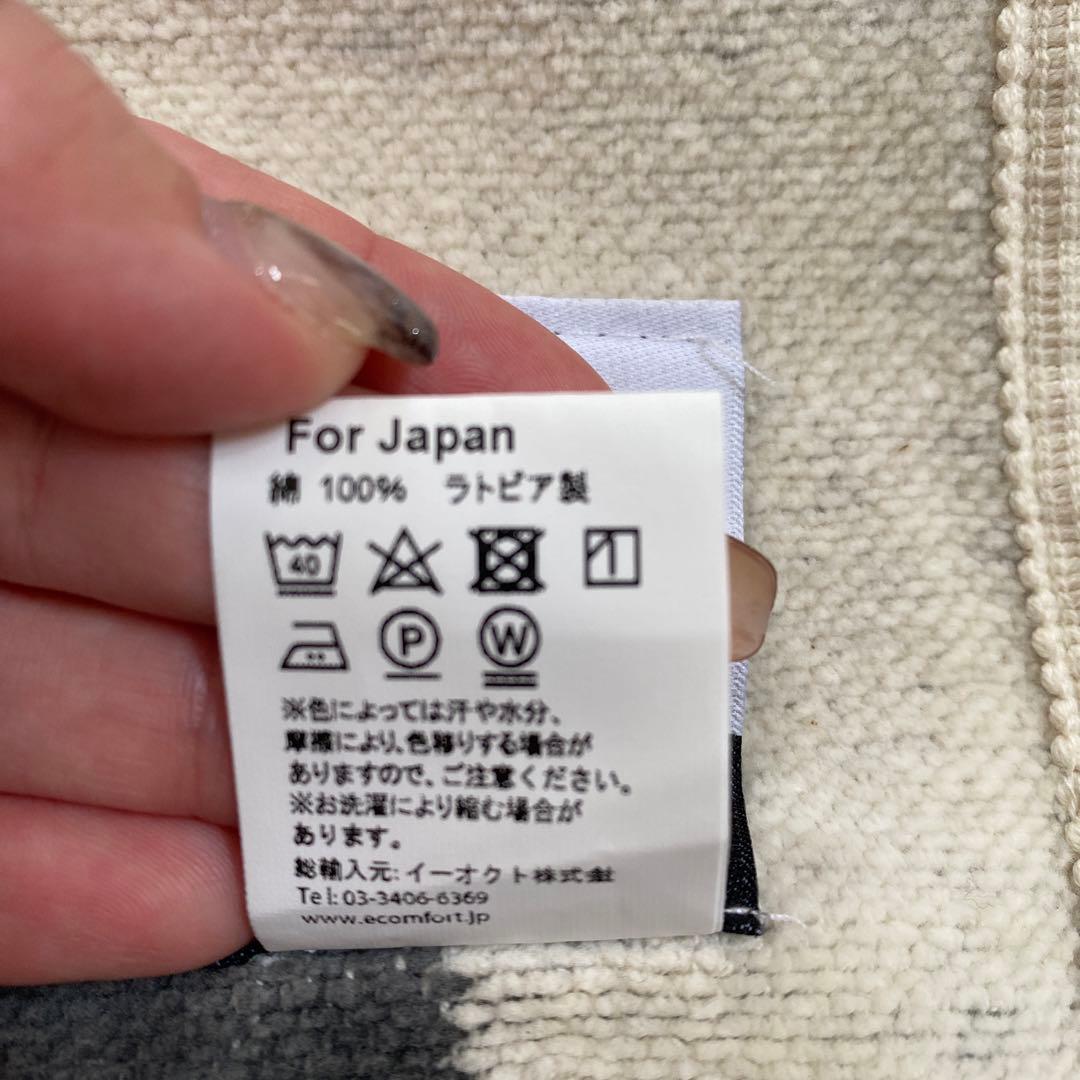 For Japan
綿 100% ラトビア製
40
P W
※色によっては汗や水分、
摩擦により、色移りする場合が
ありますので、ご注意ください。
※お洗濯により縮む場合が
あります。
総輸入元: イーオクト株式会社
Tel: 03-3406-6369
www.ecomfort.jp